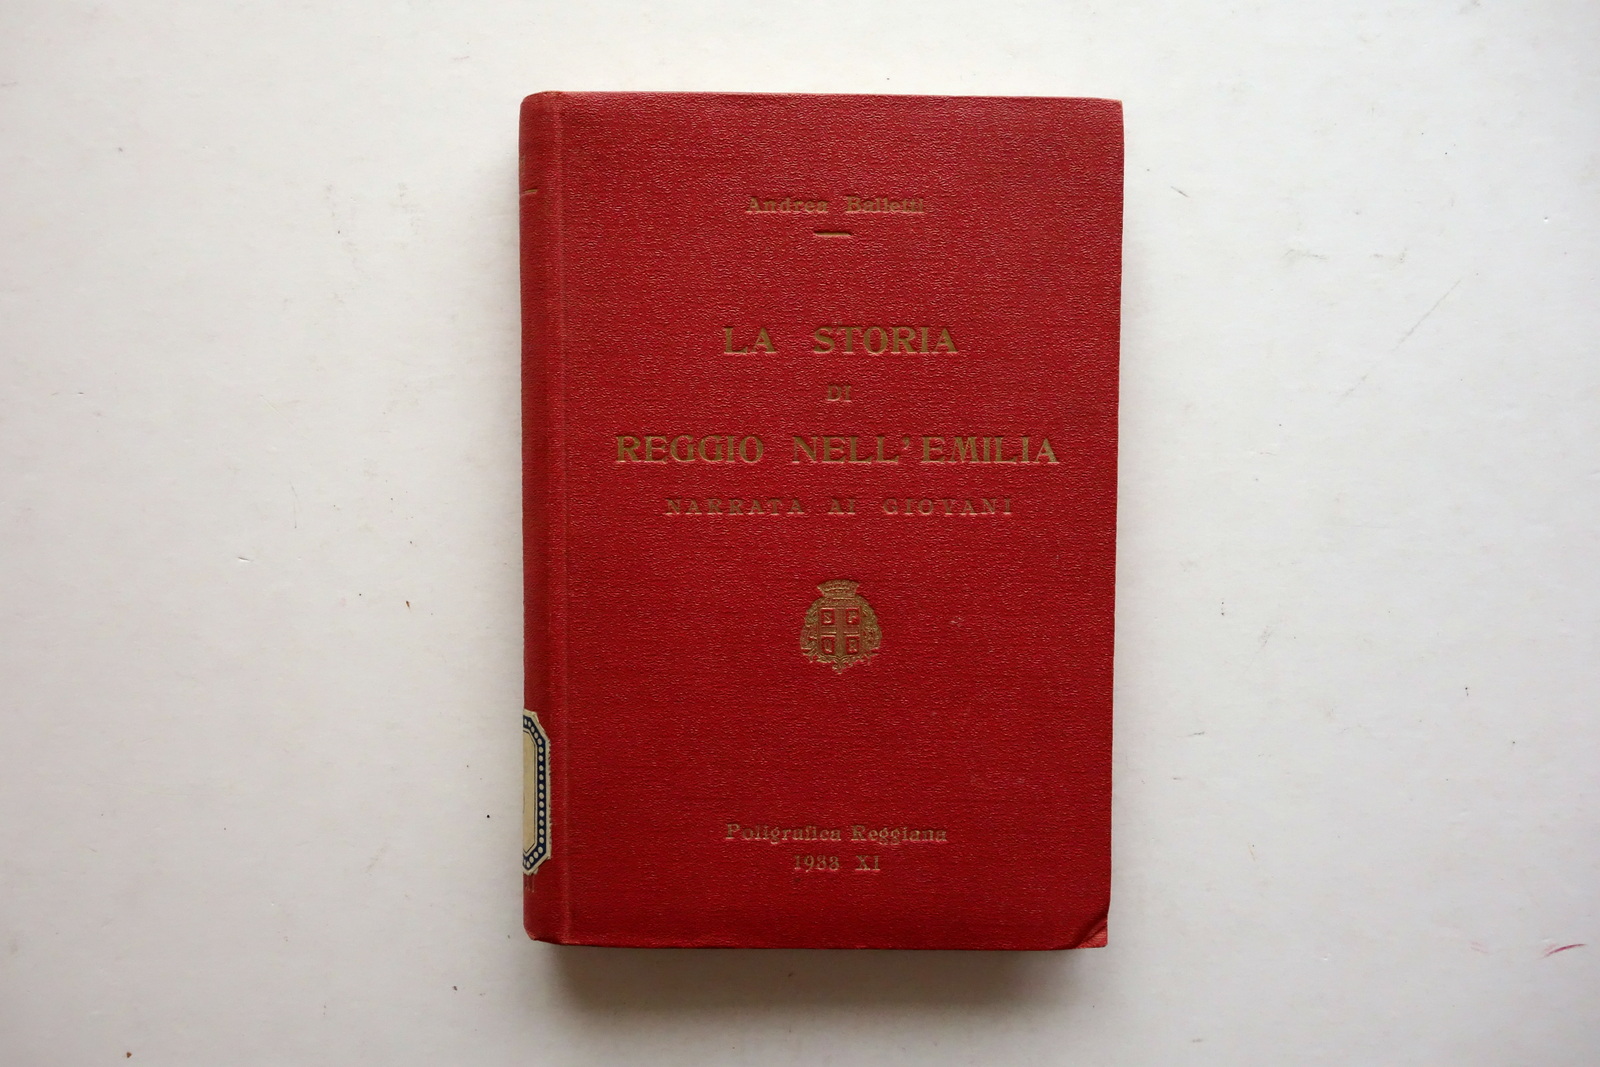 Andrea Balletti
LA STORIA
DI
REGGIO NELL'EMILIA
NARRATA AI GIOVANI
S P
Q R
Poligrafica Reggiana
1933 XI